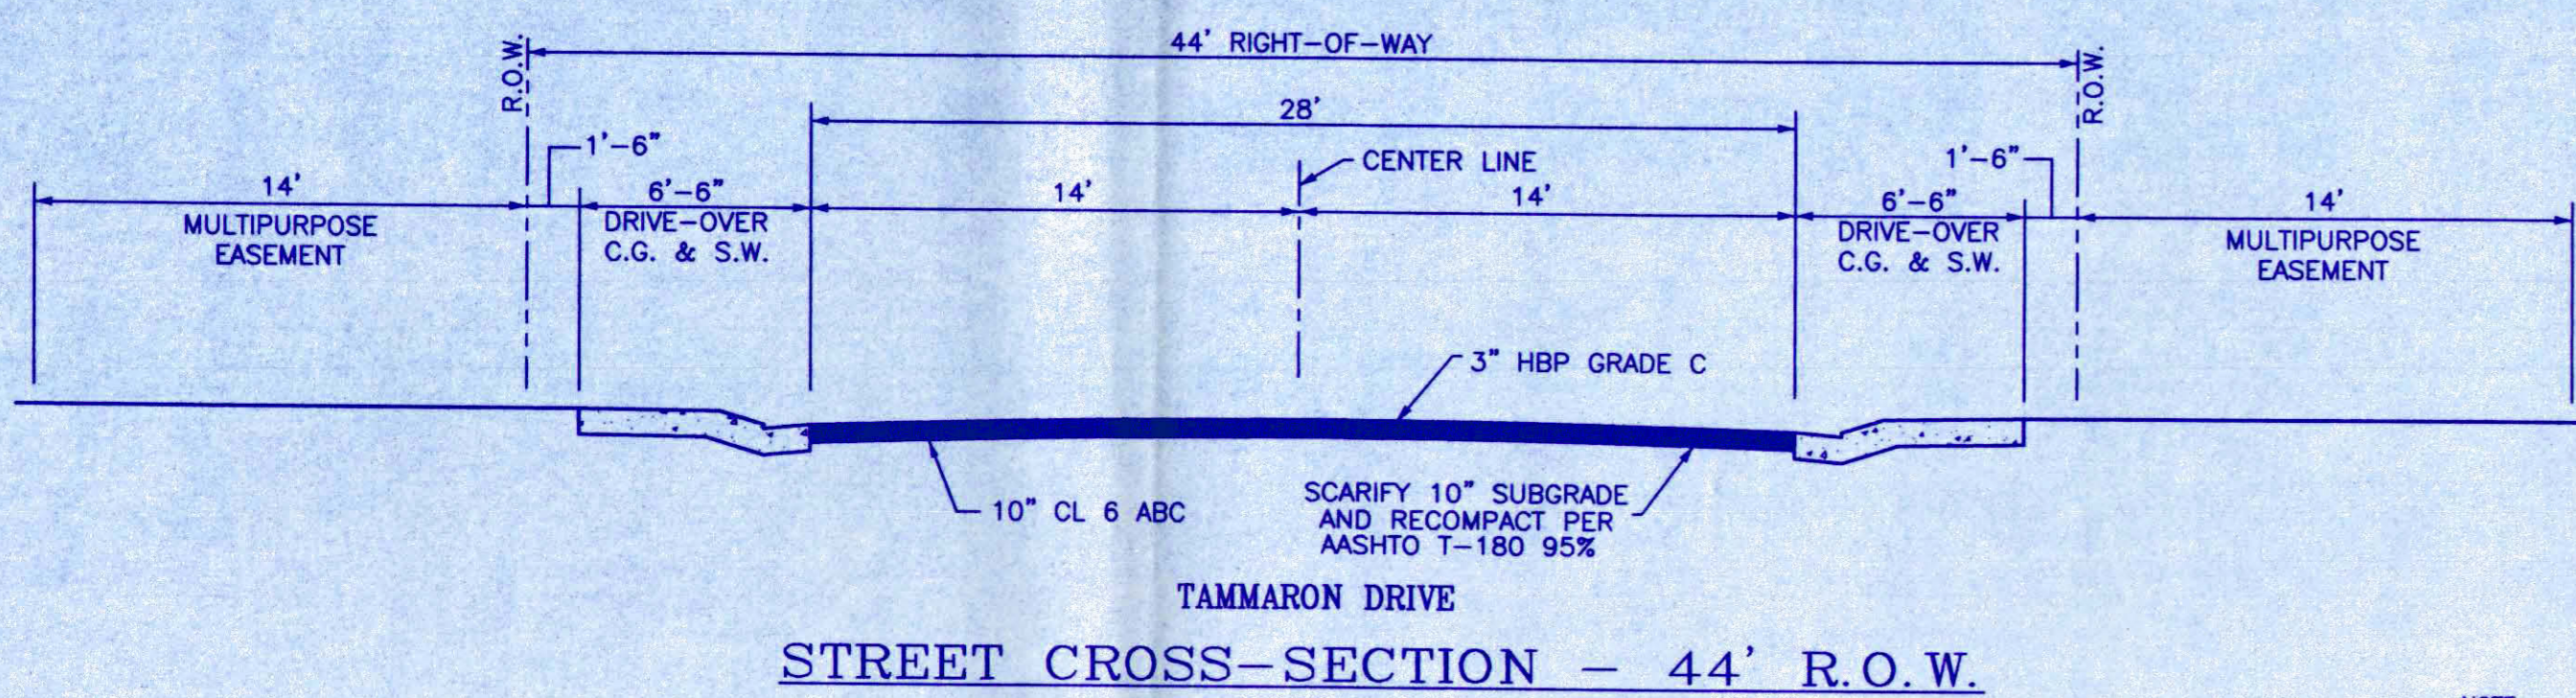 44' RIGHT-OF-WAY
R.O.W.
R.O.W.
28'
1'-6"
CENTER LINE
1'-6"
14'
MULTIPURPOSE
EASEMENT
6'-6"
DRIVE-OVER
C.G. & S.W.
14'
14'
6'-6"
DRIVE-OVER
C.G. & S.W.
14'
MULTIPURPOSE
EASEMENT
3" HBP GRADE C
10" CL 6 ABC
SCARIFY 10" SUBGRADE
AND RECOMPACT PER
AASHTO T-180 95%
TAMMARON DRIVE
STREET CROSS-SECTION - 44' R.O.W.